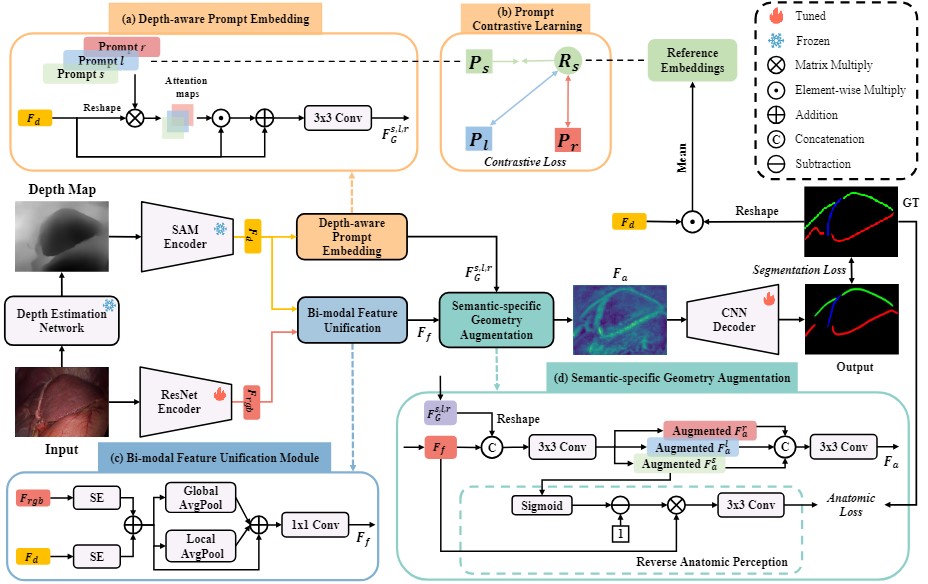 (a) Depth-aware Prompt Embedding
Prompt r
Prompt l
Prompt s
Attention
maps
Reshape
F_d
3x3 Conv
F_G^{s,l,r}
(b) Prompt
Contrastive Learning
P_s
R_s
P_l
P_r
Contrastive Loss
Reference
Embeddings
Mean
F_d
Reshape
GT
Tuned
Frozen
Matrix Multiply
Element-wise Multiply
Addition
C
Concatenation
Subtraction
Depth Map
SAM
Encoder
F_d
Depth-aware
Prompt
Embedding
F_G^{s,l,r}
Depth Estimation
Network
Bi-modal Feature
Unification
F_f
Semantic-specific
Geometry
Augmentation
F_a
CNN
Decoder
Segmentation Loss
Output
Input
ResNet
Encoder
F_rgb
(c) Bi-modal Feature Unification Module
F_rgb
SE
F_d
SE
Global
AvgPool
Local
AvgPool
1x1 Conv
F_f
(d) Semantic-specific Geometry Augmentation
F_G^{s,l,r}
Reshape
F_f
C
3x3 Conv
Augmented F_a^r
Augmented F_a^l
Augmented F_a^s
C
3x3 Conv
F_a
Sigmoid
1
3x3 Conv
Anatomic
Loss
Reverse Anatomic Perception